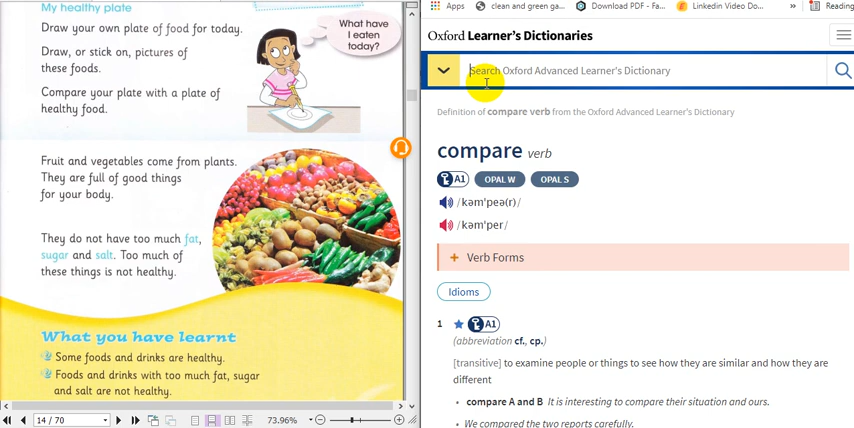 My healthy plate
Draw your own plate of food for today.
Draw, or stick on, pictures of
these foods.
Compare your plate with a plate of
healthy food.
What have
I eaten
today?
Fruit and vegetables come from plants.
They are full of good things
for your body.
They do not have too much fat,
sugar and salt. Too much of
these things is not healthy.
What you have learnt
Some foods and drinks are healthy.
Foods and drinks with too much fat, sugar
and salt are not healthy.
14 / 70
73.96%
Apps
clean and green ga...
Download PDF - Fa...
Linkedin Video Do...
»
Reading
Oxford Learner's Dictionaries
Search Oxford Advanced Learner's Dictionary
Definition of compare verb from the Oxford Advanced Learner's Dictionary
compare verb
A1 OPAL W OPAL S
/kəmˈpeə(r)/
/kəmˈper/
+ Verb Forms
Idioms
1 A1
(abbreviation cf., cp.)
[transitive] to examine people or things to see how they are similar and how they are
different
• compare A and B It is interesting to compare their situation and ours.
• We compared the two reports carefully.